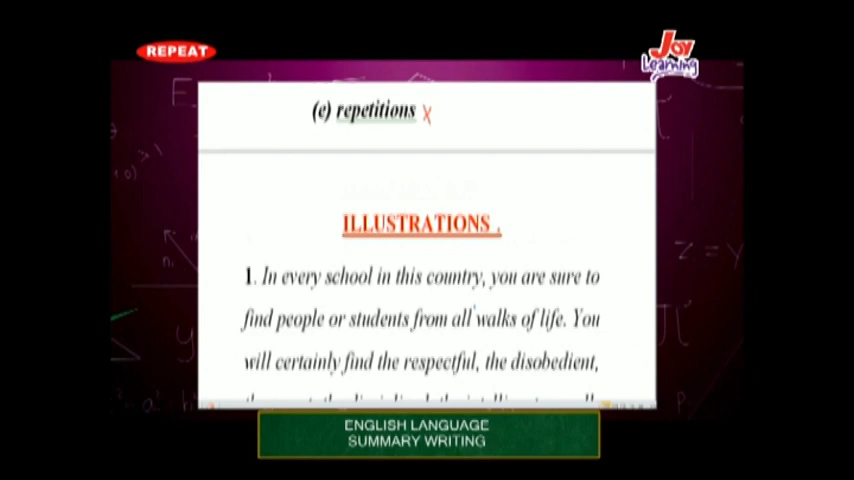 REPEAT
Joy
Learning
(e) repetitions x
ILLUSTRATIONS .
1. In every school in this country, you are sure to
find people or students from all walks of life. You
will certainly find the respectful, the disobedient,
ENGLISH LANGUAGE
SUMMARY WRITING